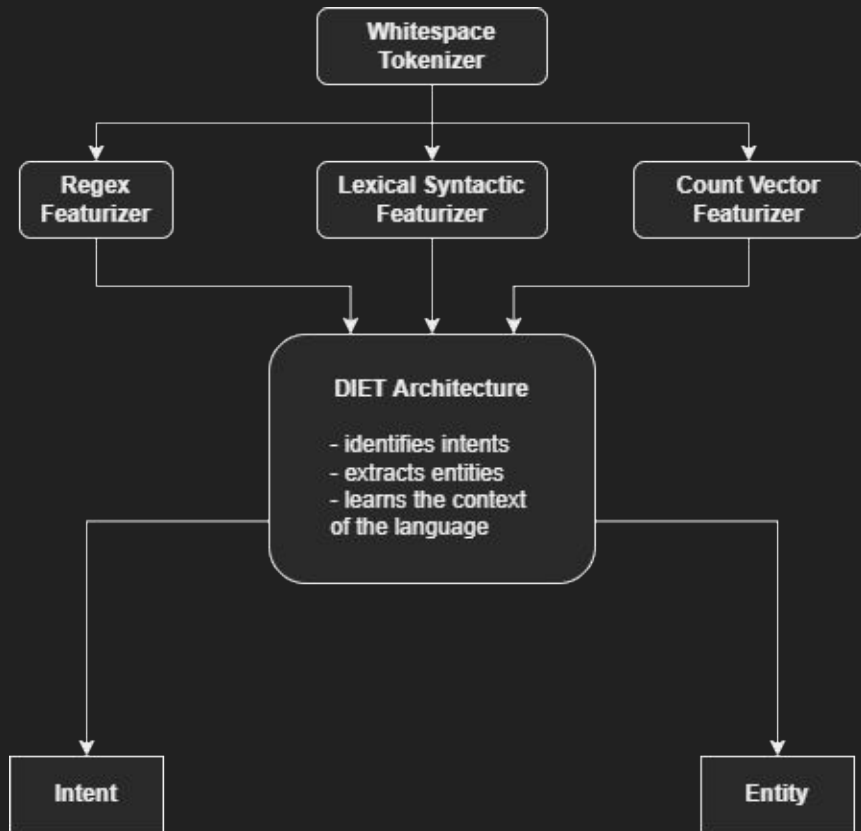 Whitespace
Tokenizer
Regex
Featurizer
Lexical Syntactic
Featurizer
Count Vector
Featurizer
DIET Architecture
- identifies intents
- extracts entities
- learns the context
of the language
Intent
Entity